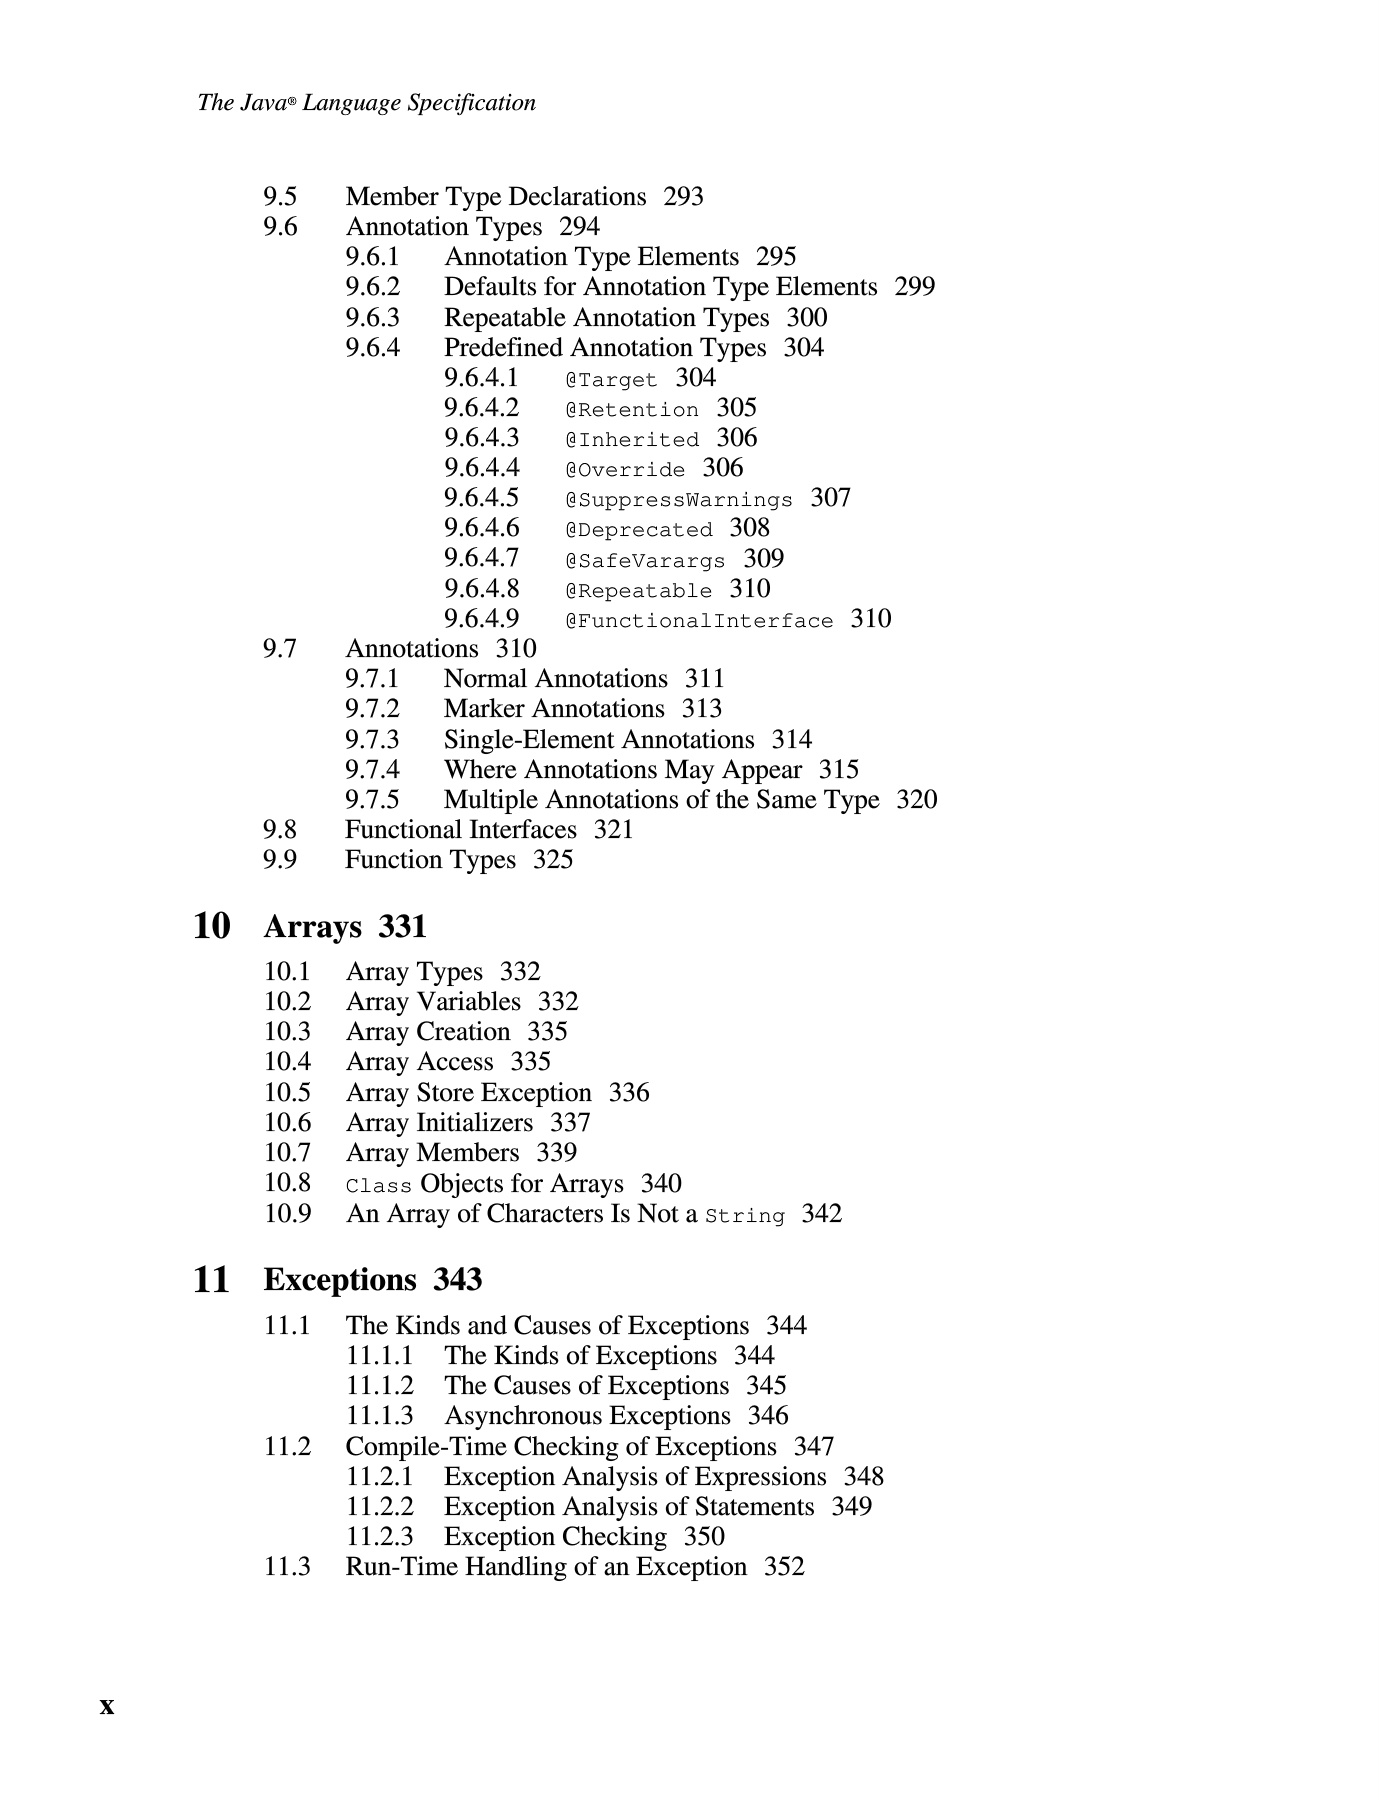 The Java® Language Specification
9.5 Member Type Declarations 293
9.6 Annotation Types 294
9.6.1 Annotation Type Elements 295
9.6.2 Defaults for Annotation Type Elements 299
9.6.3 Repeatable Annotation Types 300
9.6.4 Predefined Annotation Types 304
9.6.4.1 @Target 304
9.6.4.2 @Retention 305
9.6.4.3 @Inherited 306
9.6.4.4 @Override 306
9.6.4.5 @SuppressWarnings 307
9.6.4.6 @Deprecated 308
9.6.4.7 @SafeVarargs 309
9.6.4.8 @Repeatable 310
9.6.4.9 @FunctionalInterface 310
9.7 Annotations 310
9.7.1 Normal Annotations 311
9.7.2 Marker Annotations 313
9.7.3 Single-Element Annotations 314
9.7.4 Where Annotations May Appear 315
9.7.5 Multiple Annotations of the Same Type 320
9.8 Functional Interfaces 321
9.9 Function Types 325
10 Arrays 331
10.1 Array Types 332
10.2 Array Variables 332
10.3 Array Creation 335
10.4 Array Access 335
10.5 Array Store Exception 336
10.6 Array Initializers 337
10.7 Array Members 339
10.8 Class Objects for Arrays 340
10.9 An Array of Characters Is Not a String 342
11 Exceptions 343
11.1 The Kinds and Causes of Exceptions 344
11.1.1 The Kinds of Exceptions 344
11.1.2 The Causes of Exceptions 345
11.1.3 Asynchronous Exceptions 346
11.2 Compile-Time Checking of Exceptions 347
11.2.1 Exception Analysis of Expressions 348
11.2.2 Exception Analysis of Statements 349
11.2.3 Exception Checking 350
11.3 Run-Time Handling of an Exception 352
x